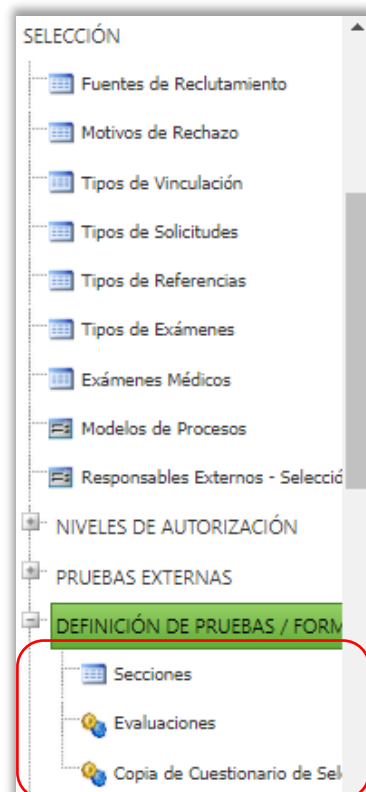 SELECCIÓN
Fuentes de Reclutamiento
Motivos de Rechazo
Tipos de Vinculación
Tipos de Solicitudes
Tipos de Referencias
Tipos de Exámenes
Exámenes Médicos
Modelos de Procesos
Responsables Externos - Selecció
NIVELES DE AUTORIZACIÓN
PRUEBAS EXTERNAS
DEFINICIÓN DE PRUEBAS / FORM
Secciones
Evaluaciones
Copia de Cuestionario de Sel